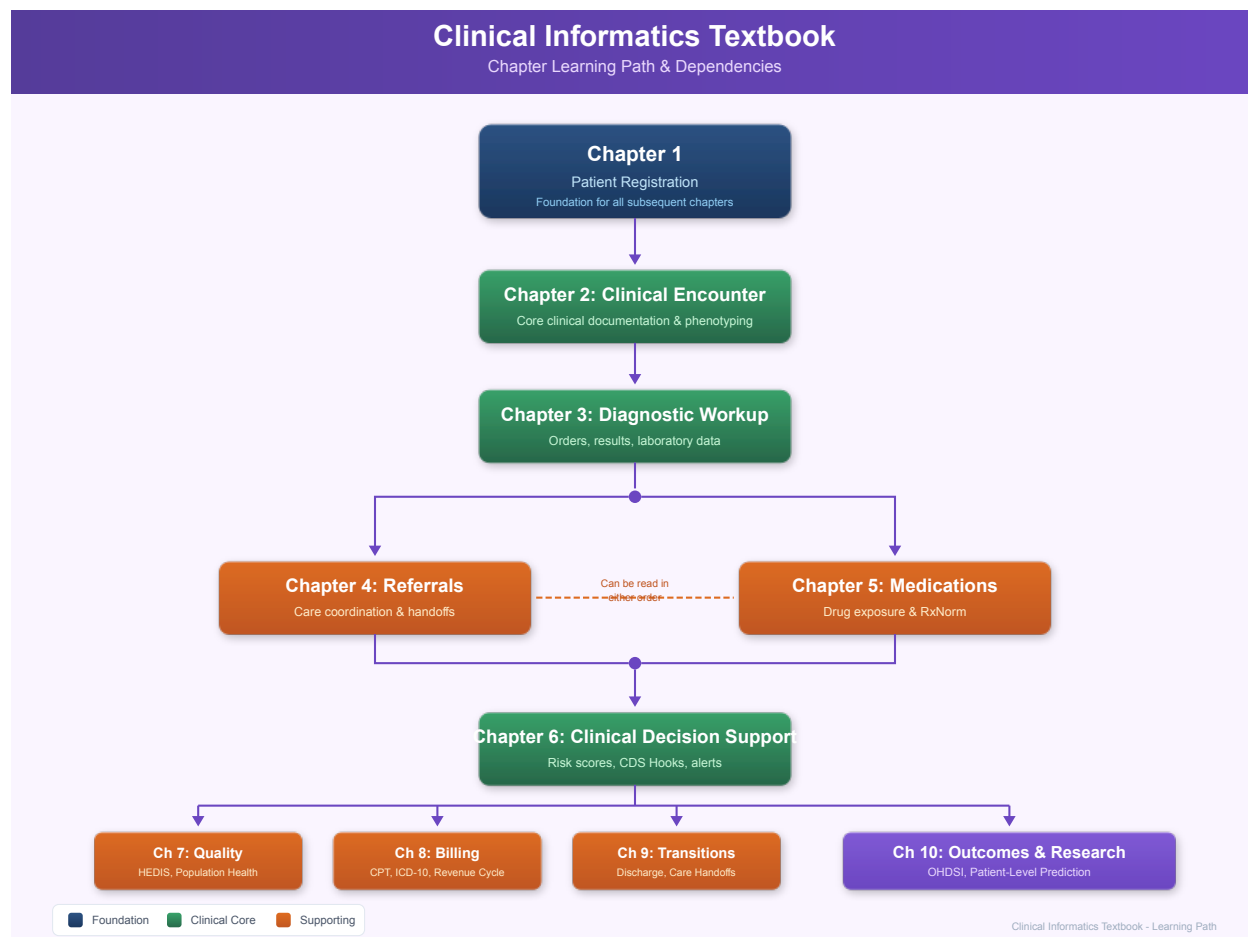 Clinical Informatics Textbook
Chapter Learning Path & Dependencies
Chapter 1
Patient Registration
Foundation for all subsequent chapters
Chapter 2: Clinical Encounter
Core clinical documentation & phenotyping
Chapter 3: Diagnostic Workup
Orders, results, laboratory data
Chapter 4: Referrals
Care coordination & handoffs
Can be read in
either order
Chapter 5: Medications
Drug exposure & RxNorm
Chapter 6: Clinical Decision Support
Risk scores, CDS Hooks, alerts
Ch 7: Quality
HEDIS, Population Health
Ch 8: Billing
CPT, ICD-10, Revenue Cycle
Ch 9: Transitions
Discharge, Care Handoffs
Ch 10: Outcomes & Research
OHDSI, Patient-Level Prediction
Foundation
Clinical Core
Supporting
Clinical Informatics Textbook - Learning Path